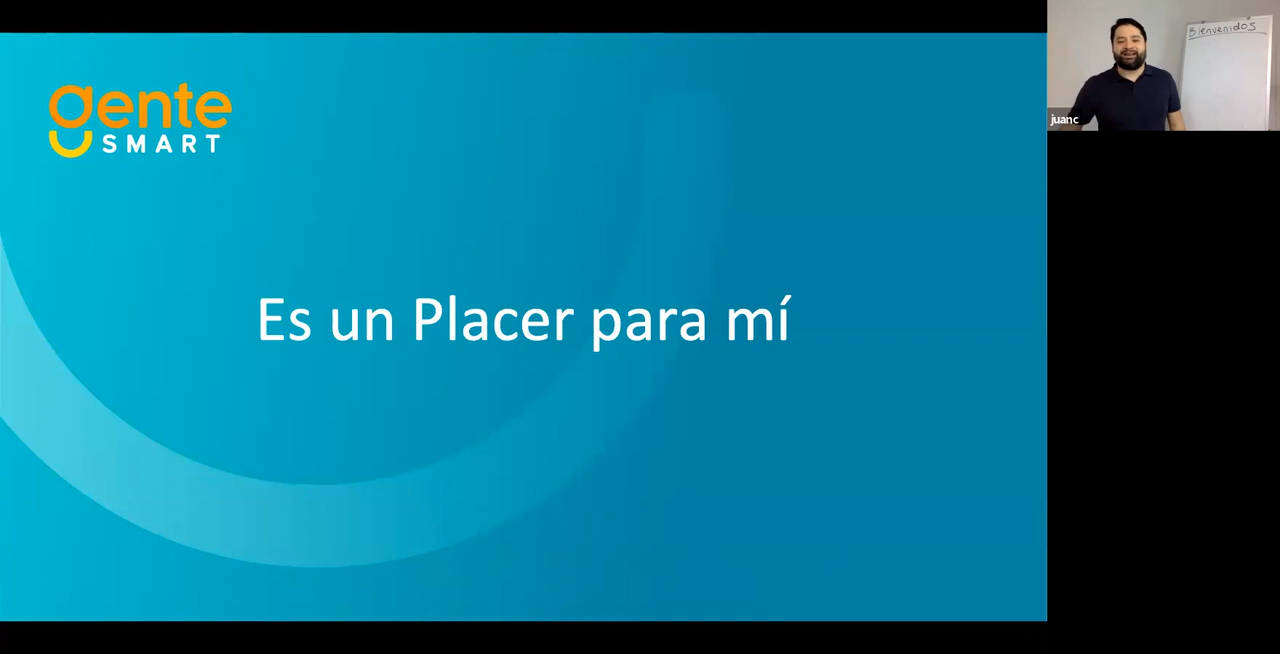 gente
SMART
Es un Placer para mí
Bienvenidos
juanc